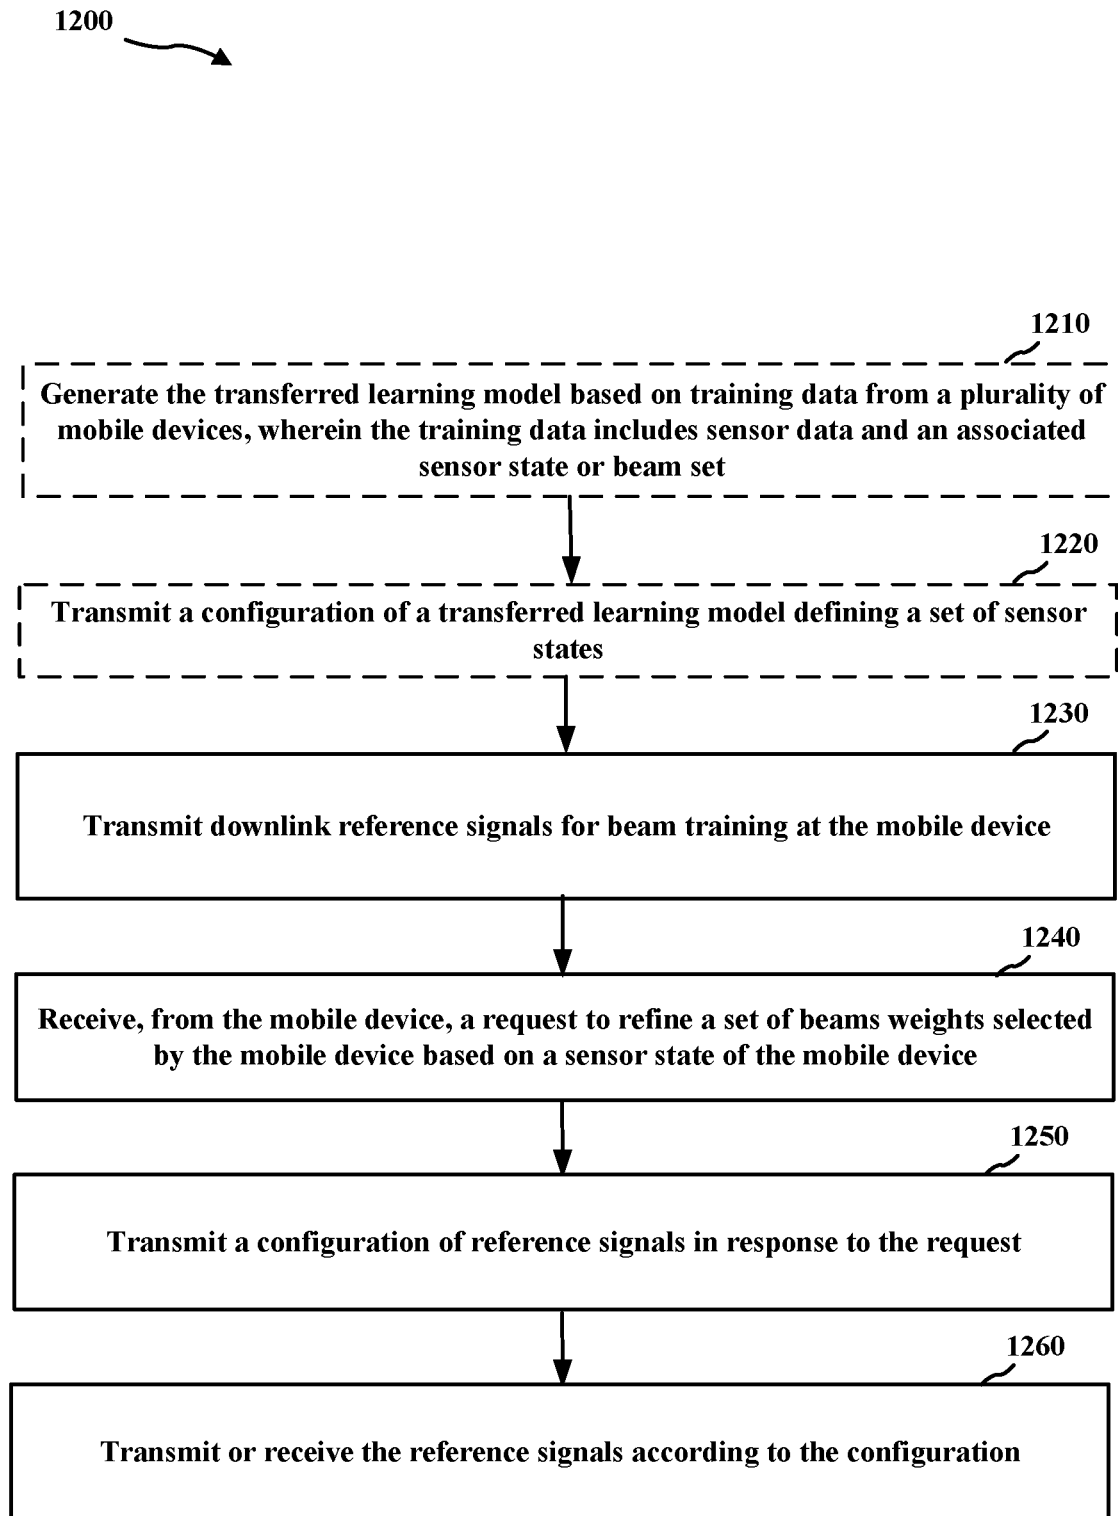 1200
1210
Generate the transferred learning model based on training data from a plurality of
mobile devices, wherein the training data includes sensor data and an associated
sensor state or beam set
1220
Transmit a configuration of a transferred learning model defining a set of sensor
states
1230
Transmit downlink reference signals for beam training at the mobile device
1240
Receive, from the mobile device, a request to refine a set of beams weights selected
by the mobile device based on a sensor state of the mobile device
1250
Transmit a configuration of reference signals in response to the request
1260
Transmit or receive the reference signals according to the configuration